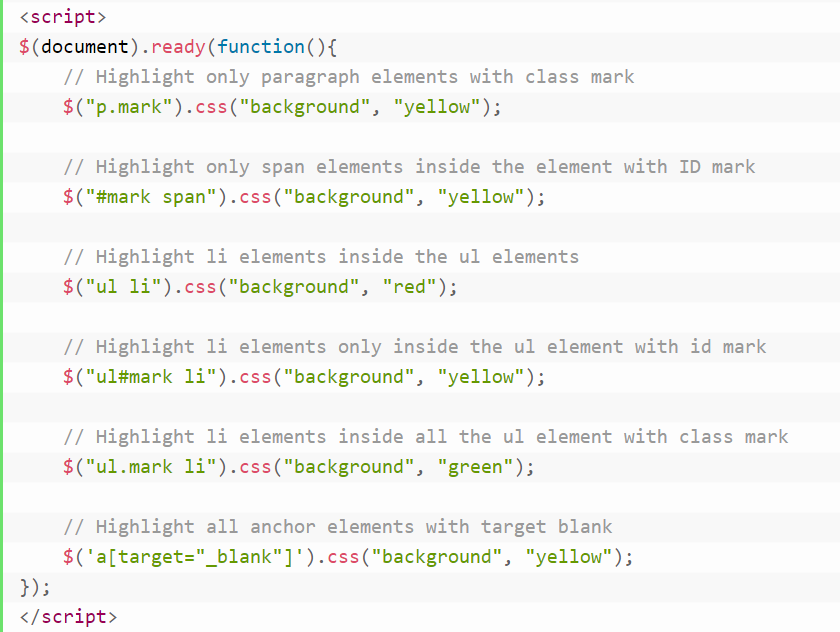 <script>
$(document).ready(function(){
    // Highlight only paragraph elements with class mark
    $("p.mark").css("background", "yellow");

    // Highlight only span elements inside the element with ID mark
    $("#mark span").css("background", "yellow");

    // Highlight li elements inside the ul elements
    $("ul li").css("background", "red");

    // Highlight li elements only inside the ul element with id mark
    $("ul#mark li").css("background", "yellow");

    // Highlight li elements inside all the ul element with class mark
    $("ul.mark li").css("background", "green");

    // Highlight all anchor elements with target blank
    $('a[target="_blank"]').css("background", "yellow");
});
</script>